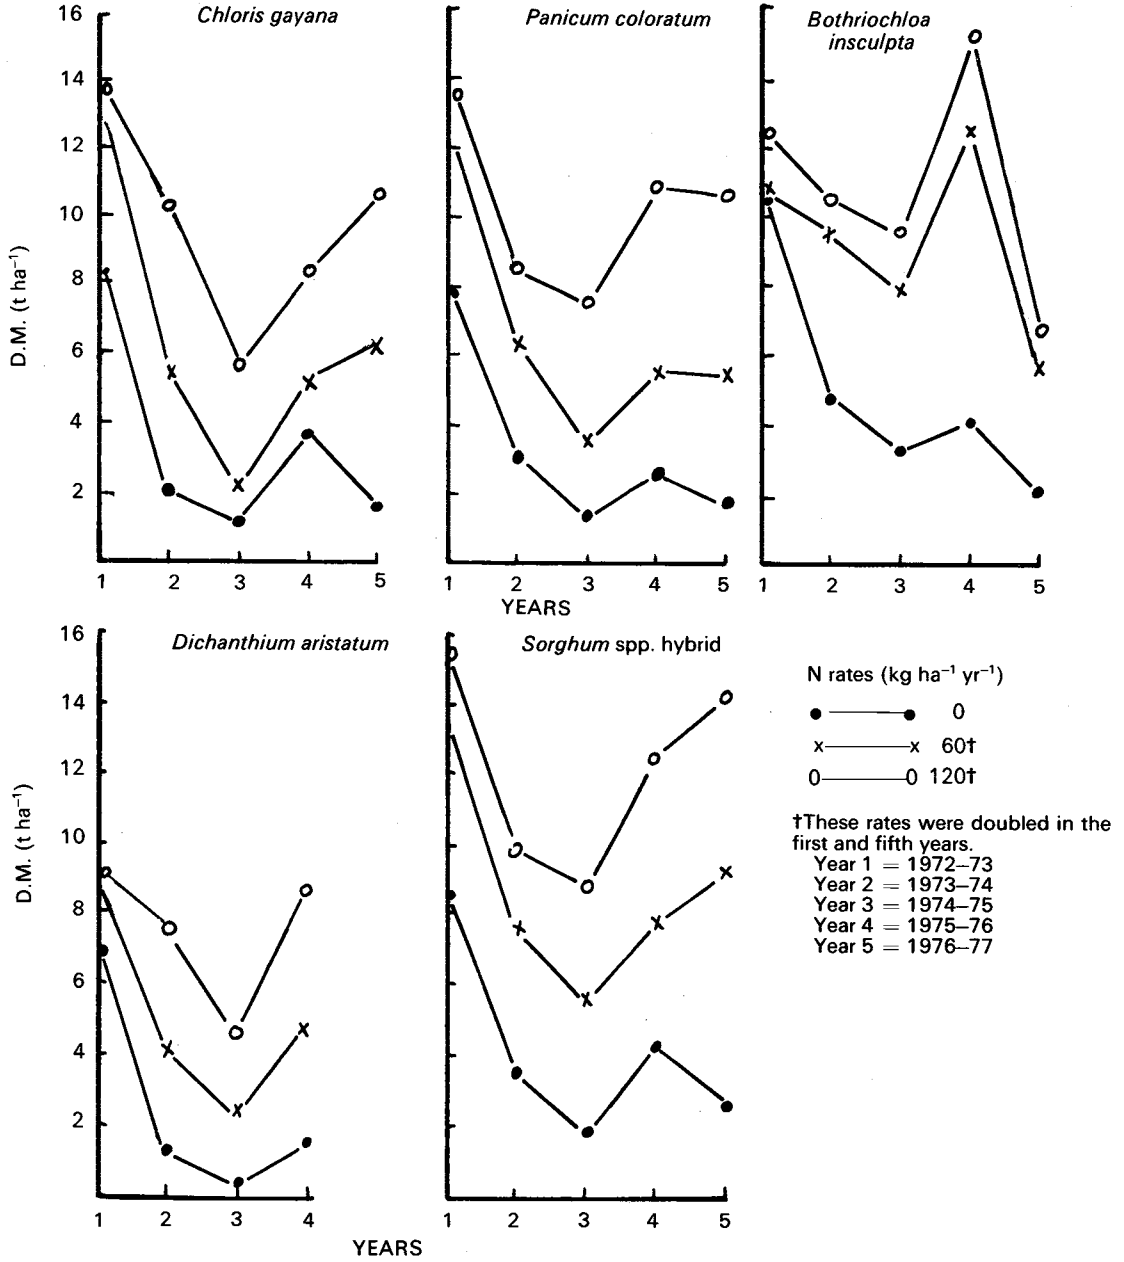 Chloris gayana
16
14
12
10
8
6
4
2
D.M. (t ha⁻¹)
1 2 3 4 5
Panicum coloratum
1 2 3 4 5
YEARS
Bothriochloa
insculpta
1 2 3 4 5
Dichanthium aristatum
16
14
12
10
8
6
4
2
D.M. (t ha⁻¹)
1 2 3 4
YEARS
Sorghum spp. hybrid
1 2 3 4 5
N rates (kg ha⁻¹ yr⁻¹)
0
60†
120†
†These rates were doubled in the
first and fifth years.
Year 1 = 1972–73
Year 2 = 1973–74
Year 3 = 1974–75
Year 4 = 1975–76
Year 5 = 1976–77